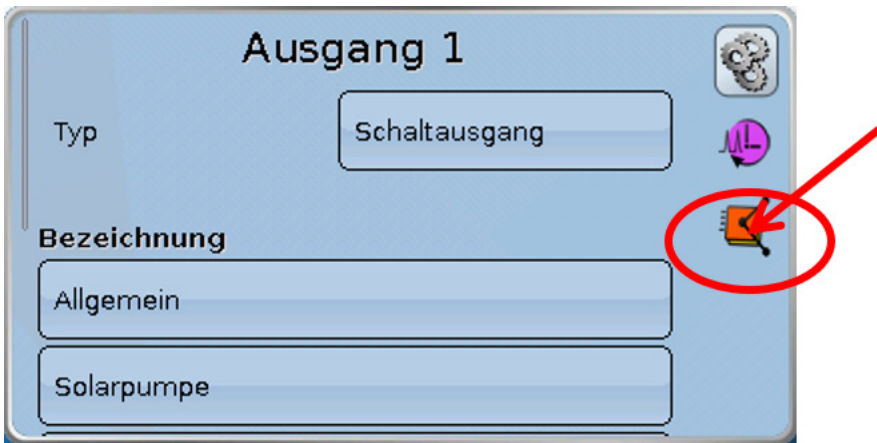 Ausgang 1
Typ
Schaltausgang
Bezeichnung
Allgemein
Solarpumpe